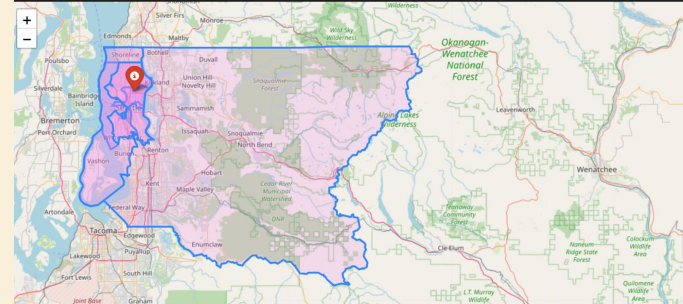 +
−
Silver Firs
Monroe
Maltby
Edmonds
Bothell
Shoreline
Duvall
Poulsbo
Union Hill-
Novelty Hill
Silverdale
Bainbridge
Island
Sammamish
Snoqualmie
Forest
Wild Sky
Wilderness
Wilderness
Okanogan-
Wenatchee
National
Forest
Alpine Lakes
Wilderness
Leavenworth
Bremerton
Port Orchard
Issaquah
Snoqualmie
North Bend
Vashon
Renton
Hobart
Kent
Maple Valley
Cedar River
Municipal
Watershed
DNR
Wenatchee
Artondale
Federal Way
Tacoma
Edgewood
Puyallup
Enumclaw
Lakewood
Fort Lewis
South Hill
Joint Base
Graham
Cle Elum
Community
Forest
L.T. Murray
Wildlife
Naneum
Ridge State
Forest
Colockum
Wildlife
Area
Quilomene
Wildlife
Area